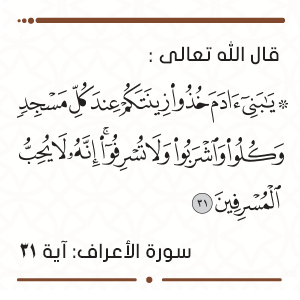 قال الله تعالى :
۞ يَـٰبَنِىٓ ءَادَمَ خُذُوا۟ زِينَتَكُمْ عِندَ كُلِّ مَسْجِدٍ
وَكُلُوا۟ وَٱشْرَبُوا۟ وَلَا تُسْرِفُوٓا۟ ۚ إِنَّهُۥ لَا يُحِبُّ
ٱلْمُسْرِفِينَ ٣١
سورة الأعراف: آية ٣١